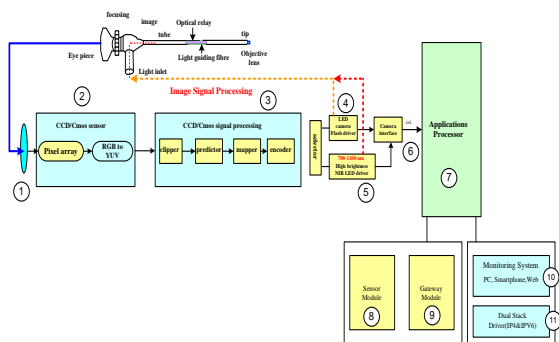 focusing
image
tube
Optical relay
tip
Eye piece
Light guiding fibre
Objective
lens
Light inlet
Image Signal Processing
2
3
4
CCD/Cmos sensor
Pixel array
RGB to
YUV
CCD/Cmos signal processing
clipper
predictor
mapper
encoder
selector
LED
camera
Flash driver
Camera
interface
Applications
Processor
700-1100 nm
High brightness
NIR LED driver
1
5
6
7
Sensor
Module
8
Gateway
Module
9
Monitoring System
PC, Smartphone,Web
10
Dual Stack
Driver(IP4&IPV6)
11